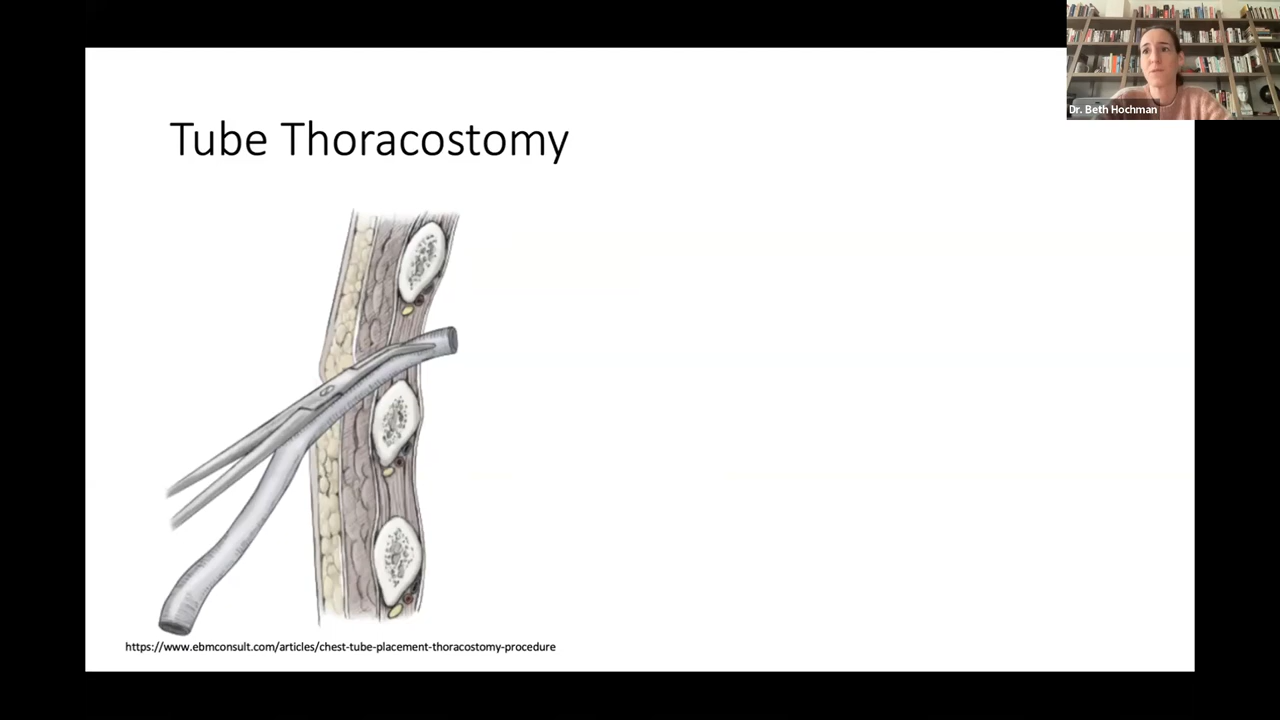 Dr. Beth Hochman
Tube Thoracostomy
https://www.ebmconsult.com/articles/chest-tube-placement-thoracostomy-procedure